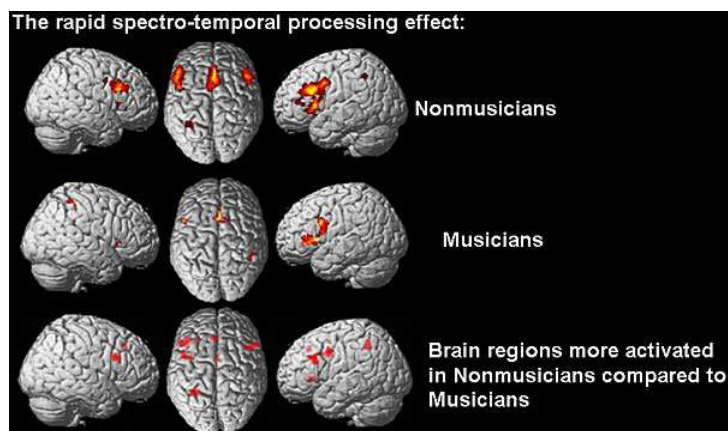 The rapid spectro-temporal processing effect:
Nonmusicians
Musicians
Brain regions more activated
in Nonmusicians compared to
Musicians